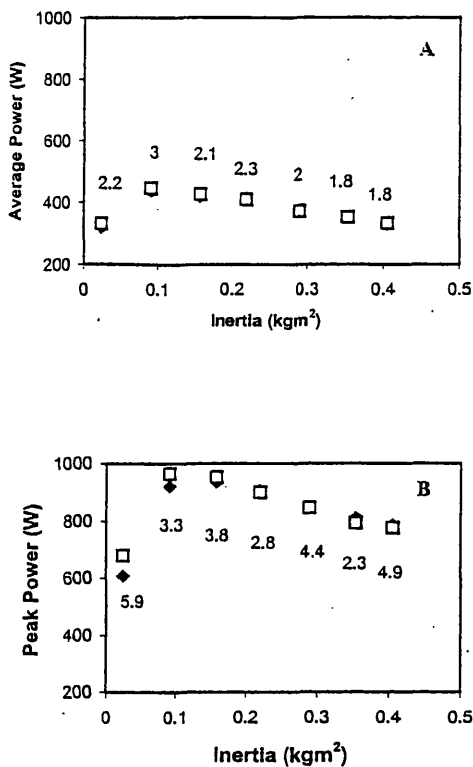 1000
A
800
600
400
200
Average Power (W)
2.2 3 2.1 2.3 2 1.8 1.8
0 0.1 0.2 0.3 0.4 0.5
Inertia (kgm²)
1000
B
800
600
400
200
Peak Power (W)
5.9 3.3 3.8 2.8 4.4 2.3 4.9
0 0.1 0.2 0.3 0.4 0.5
Inertia (kgm²)